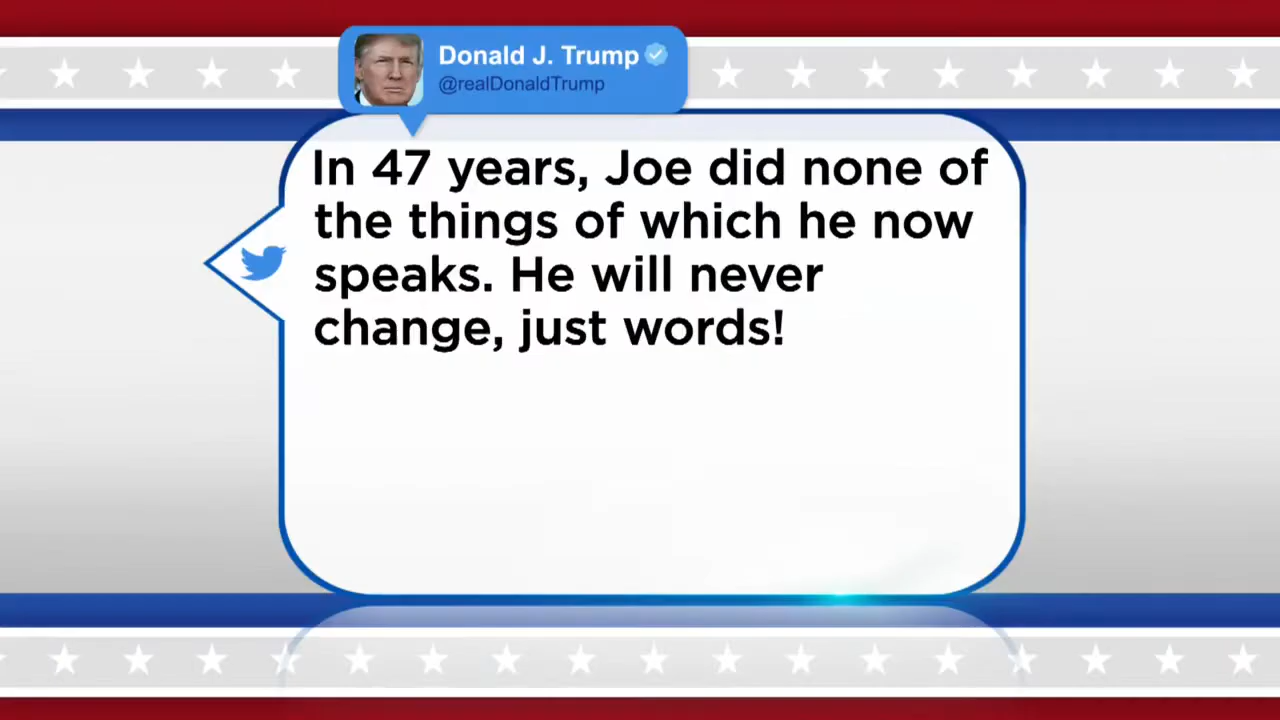 Donald J. Trump
@realDonaldTrump
In 47 years, Joe did none of
the things of which he now
speaks. He will never
change, just words!